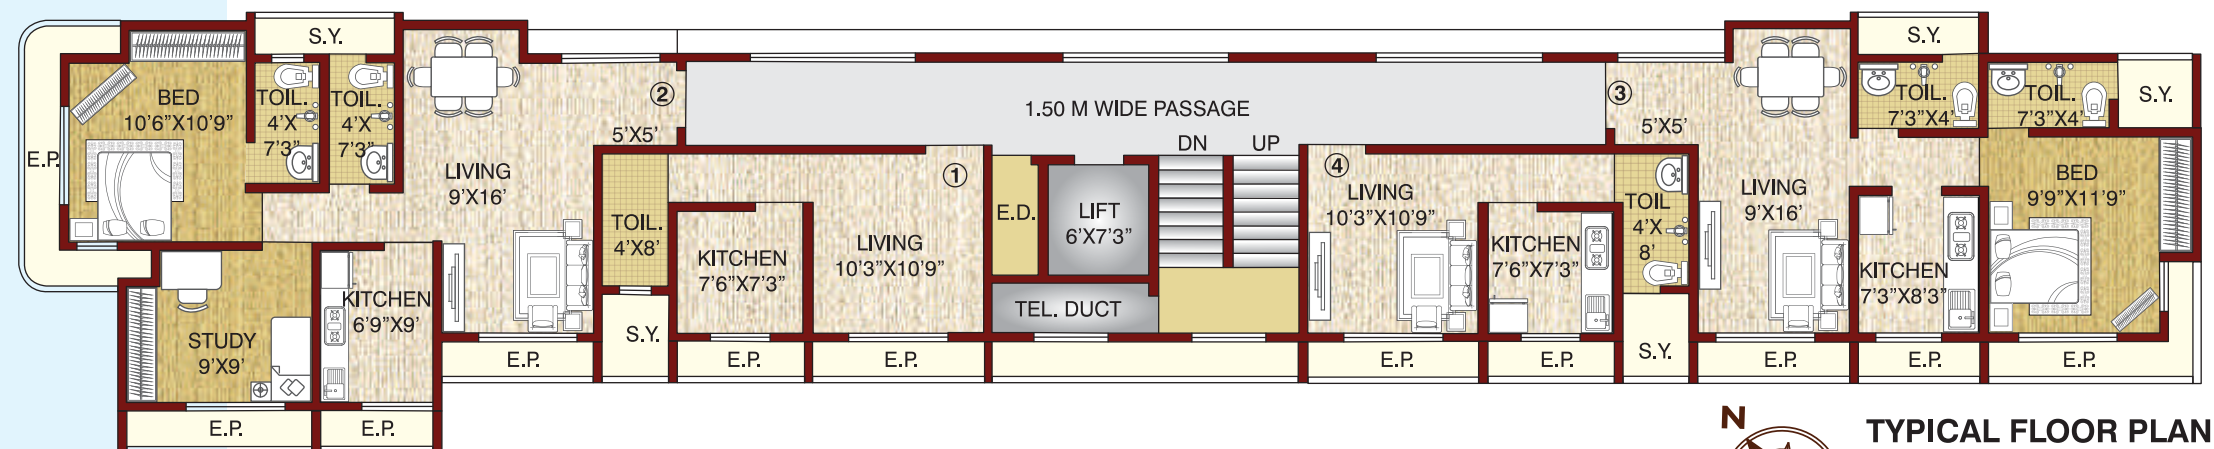 S.Y.
BED
10'6"X10'9"
TOIL.
4'X
7'3"
TOIL.
4'X
7'3"
E.P.
②
5'X5'
LIVING
9'X16'
STUDY
9'X9'
KITCHEN
6'9"X9'
E.P.
E.P.
E.P.
TOIL.
4'X8'
S.Y.
①
KITCHEN
7'6"X7'3"
LIVING
10'3"X10'9"
E.P.
E.P.
1.50 M WIDE PASSAGE
DN
UP
E.D.
LIFT
6'X7'3"
TEL. DUCT
④
LIVING
10'3"X10'9"
KITCHEN
7'6"X7'3"
TOIL
4'X
8'
E.P.
E.P.
S.Y.
③
5'X5'
LIVING
9'X16'
E.P.
S.Y.
TOIL.
7'3"X4'
TOIL.
7'3"X4'
S.Y.
BED
9'9"X11'9"
KITCHEN
7'3"X8'3"
E.P.
E.P.
N
TYPICAL FLOOR PLAN